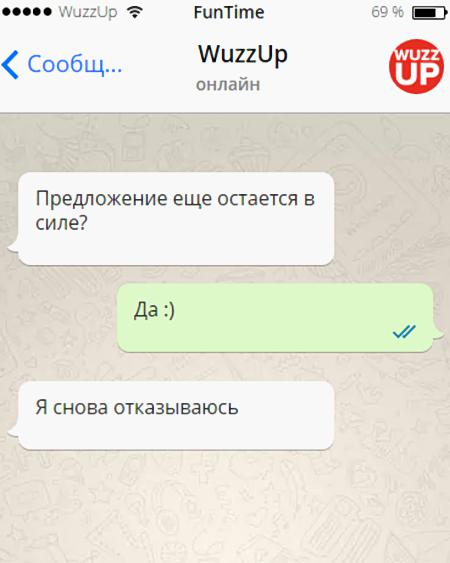 WuzzUp FunTime 69 %
Сообщ... WuzzUp
онлайн
WUZZ
UP
Предложение еще остается в
силе?
Да :)
Я снова отказываюсь